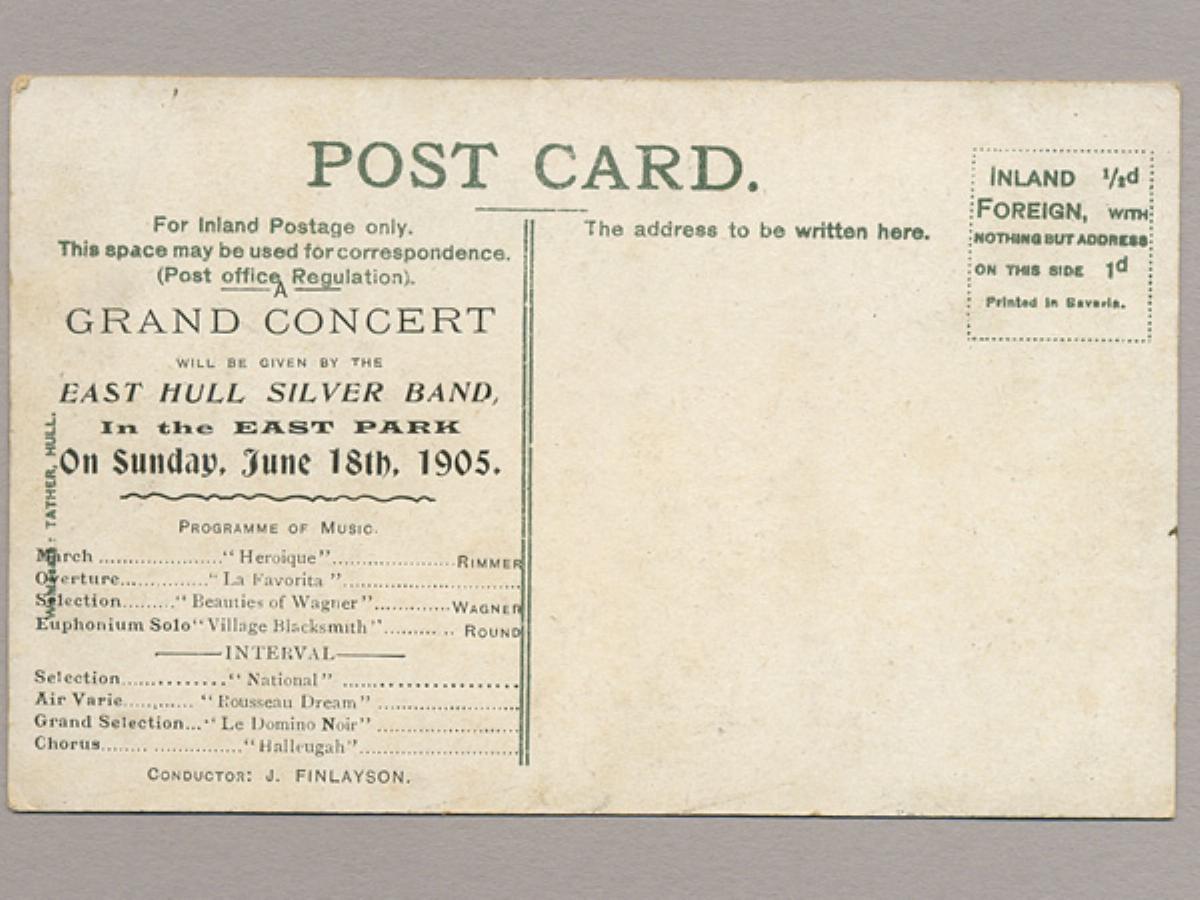 POST CARD.
For Inland Postage only.
This space may be used for correspondence.
(Post office Regulation).
The address to be written here.
INLAND ½d
FOREIGN, WITH
NOTHING BUT ADDRESS
ON THIS SIDE 1d
Printed in Bavaria.
A
GRAND CONCERT
WILL BE GIVEN BY THE
EAST HULL SILVER BAND,
In the EAST PARK
On Sunday, June 18th, 1905.
TATHER, HULL.
PROGRAMME OF MUSIC.
March ..................... "Heroique" ..................... RIMMER
Overture.............. "La Favorita" ...............................
Selection......... "Beauties of Wagner" ............ WAGNER
Euphonium Solo "Village Blacksmith" ........... ROUND
INTERVAL
Selection.............. "National" ...............................
Air Varie............ "Rousseau Dream" .........................
Grand Selection... "Le Domino Noir" .........................
Chorus....................... "Halleugah" ............................
CONDUCTOR: J. FINLAYSON.